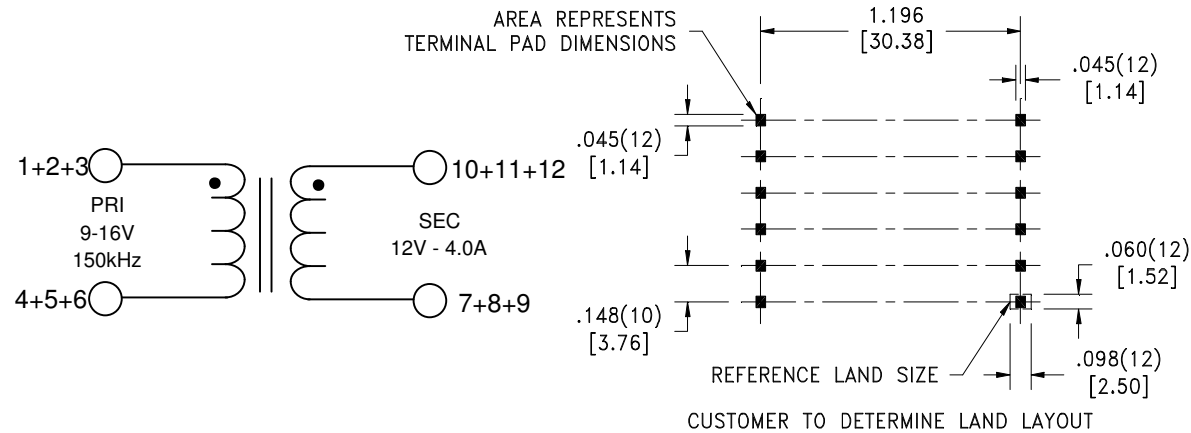 1+2+3
PRI
9-16V
150kHz
4+5+6
10+11+12
SEC
12V - 4.0A
7+8+9
AREA REPRESENTS
TERMINAL PAD DIMENSIONS
1.196
[30.38]
.045(12)
[1.14]
.045(12)
[1.14]
.060(12)
[1.52]
.148(10)
[3.76]
.098(12)
[2.50]
REFERENCE LAND SIZE
CUSTOMER TO DETERMINE LAND LAYOUT